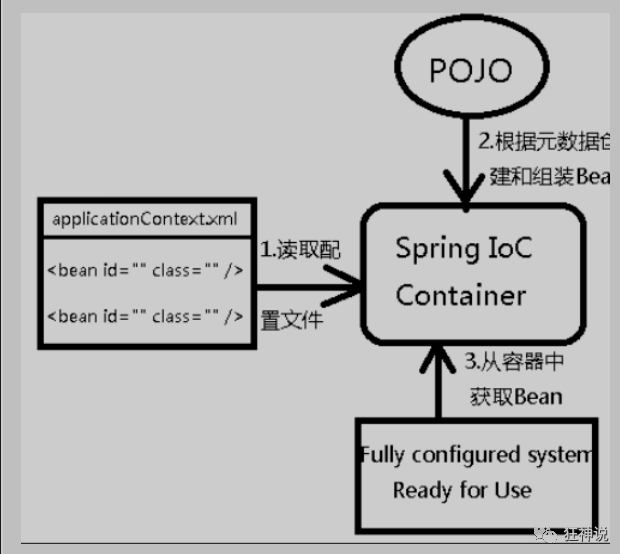 POJO
2.根据元数据
建和组装Bea
applicationContext.xml
<bean id="" class="" />
<bean id="" class="" />
1.读取配
置文件
Spring IoC
Container
3.从容器中
获取Bean
Fully configured system
Ready for Use
狂神说